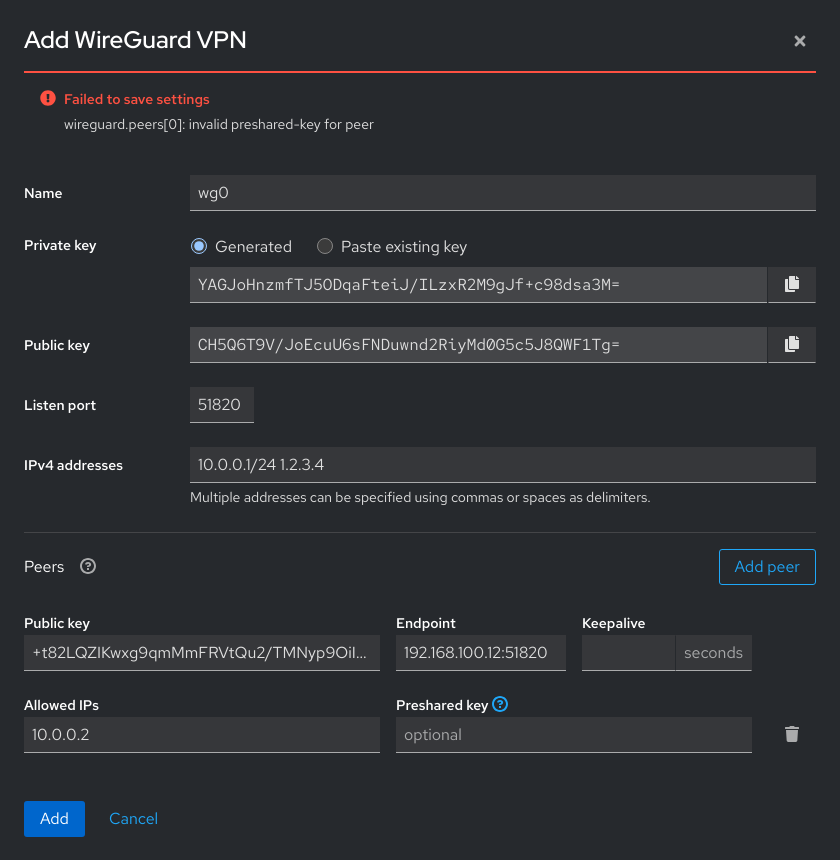 Add WireGuard VPN
Failed to save settings
wireguard.peers[0]: invalid preshared-key for peer
Name
wg0
Private key
Generated
Paste existing key
YAGJoHnzmfTJ5ODqaFteiJ/ILzxR2M9gJf+c98dsa3M=
Public key
CH5Q6T9V/JoEcuU6sFNDuwnd2RiyMd0G5c5J8QWF1Tg=
Listen port
51820
IPv4 addresses
10.0.0.1/24 1.2.3.4
Multiple addresses can be specified using commas or spaces as delimiters.
Peers
Add peer
Public key
Endpoint
Keepalive
+t82LQZIKwxg9qmMmFRVtQu2/TMNyp9OiI...
192.168.100.12:51820
seconds
Allowed IPs
Preshared key
10.0.0.2
optional
Add
Cancel